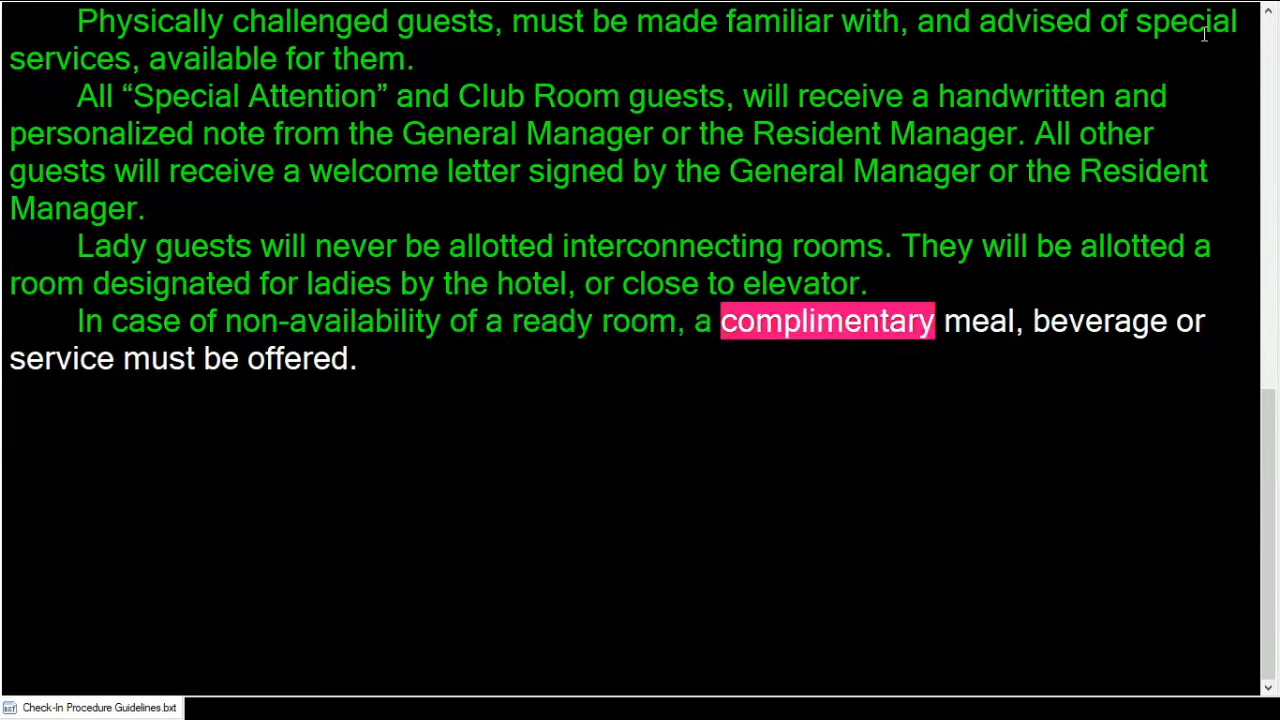 Physically challenged guests, must be made familiar with, and advised of special
services, available for them.
All “Special Attention” and Club Room guests, will receive a handwritten and
personalized note from the General Manager or the Resident Manager. All other
guests will receive a welcome letter signed by the General Manager or the Resident
Manager.
Lady guests will never be allotted interconnecting rooms. They will be allotted a
room designated for ladies by the hotel, or close to elevator.
In case of non-availability of a ready room, a complimentary meal, beverage or
service must be offered.
Check-In Procedure Guidelines.bxt